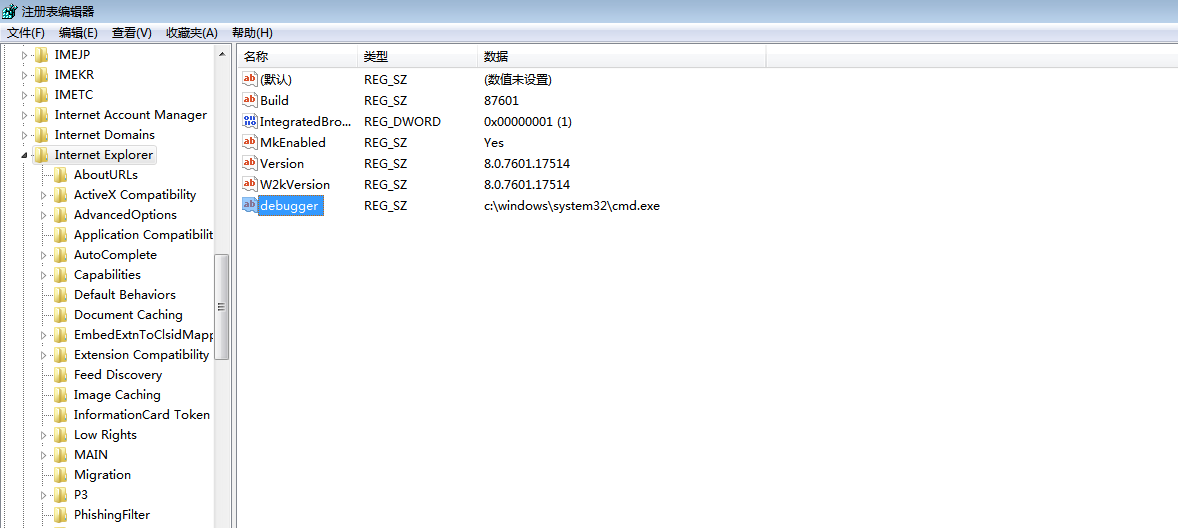 注册表编辑器
文件(F) 编辑(E) 查看(V) 收藏夹(A) 帮助(H)
IMEJP
IMEKR
IMETC
Internet Account Manager
Internet Domains
Internet Explorer
AboutURLs
ActiveX Compatibility
AdvancedOptions
Application Compatibilit
AutoComplete
Capabilities
Default Behaviors
Document Caching
EmbedExtnToClsidMapp
Extension Compatibility
Feed Discovery
Image Caching
InformationCard Token
Low Rights
MAIN
Migration
P3
PhishingFilter
名称 类型 数据
(默认) REG_SZ (数值未设置)
Build REG_SZ 87601
IntegratedBro... REG_DWORD 0x00000001 (1)
MkEnabled REG_SZ Yes
Version REG_SZ 8.0.7601.17514
W2kVersion REG_SZ 8.0.7601.17514
debugger REG_SZ c:\windows\system32\cmd.exe